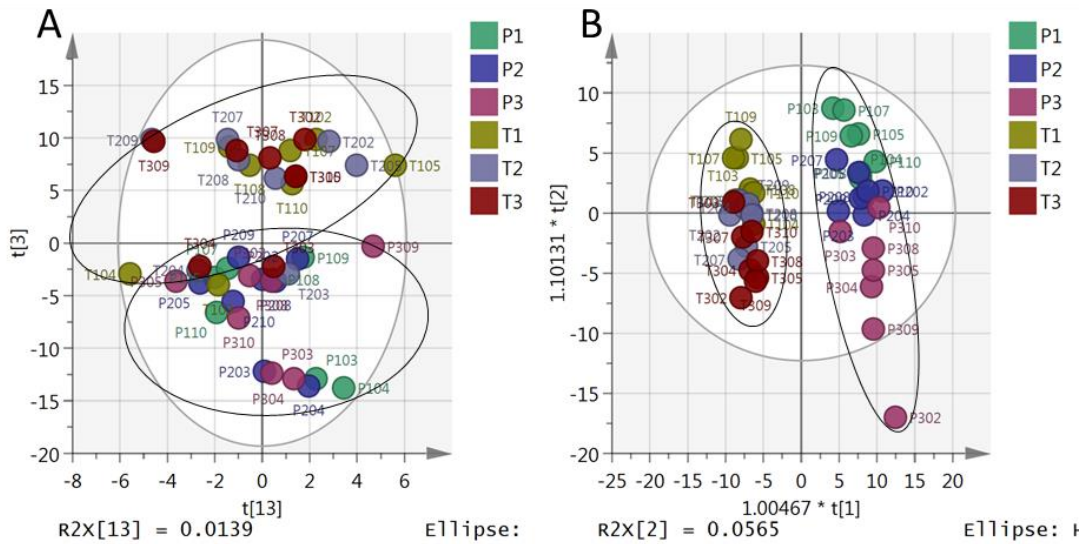 A
B
P1
P2
P3
T1
T2
T3
P1
P2
P3
T1
T2
T3
15
10
5
0
-5
-10
-15
-20
-8
-6
-4
-2
0
2
4
6
t[3]
t[13]
R2X[13] = 0.0139
Ellipse:
T209
T309
T207
T109
T208
T108
T210
T110
T202
T105
T104
P209
P207
P309
P109
P108
T203
P205
P110
P210
P310
P203
P303
P103
P304
P104
P204
10
5
0
-5
-10
-15
-20
-25
-20
-15
-10
-5
0
5
10
15
20
1.10131 * t[2]
1.00467 * t[1]
R2X[2] = 0.0565
Ellipse: H
T109
T107
T105
T103
T207
T310
T307
T205
T308
T304
T305
T302
T309
P103
P107
P109
P105
P104
P110
P207
P202
P204
P203
P310
P303
P308
P305
P304
P309
P302